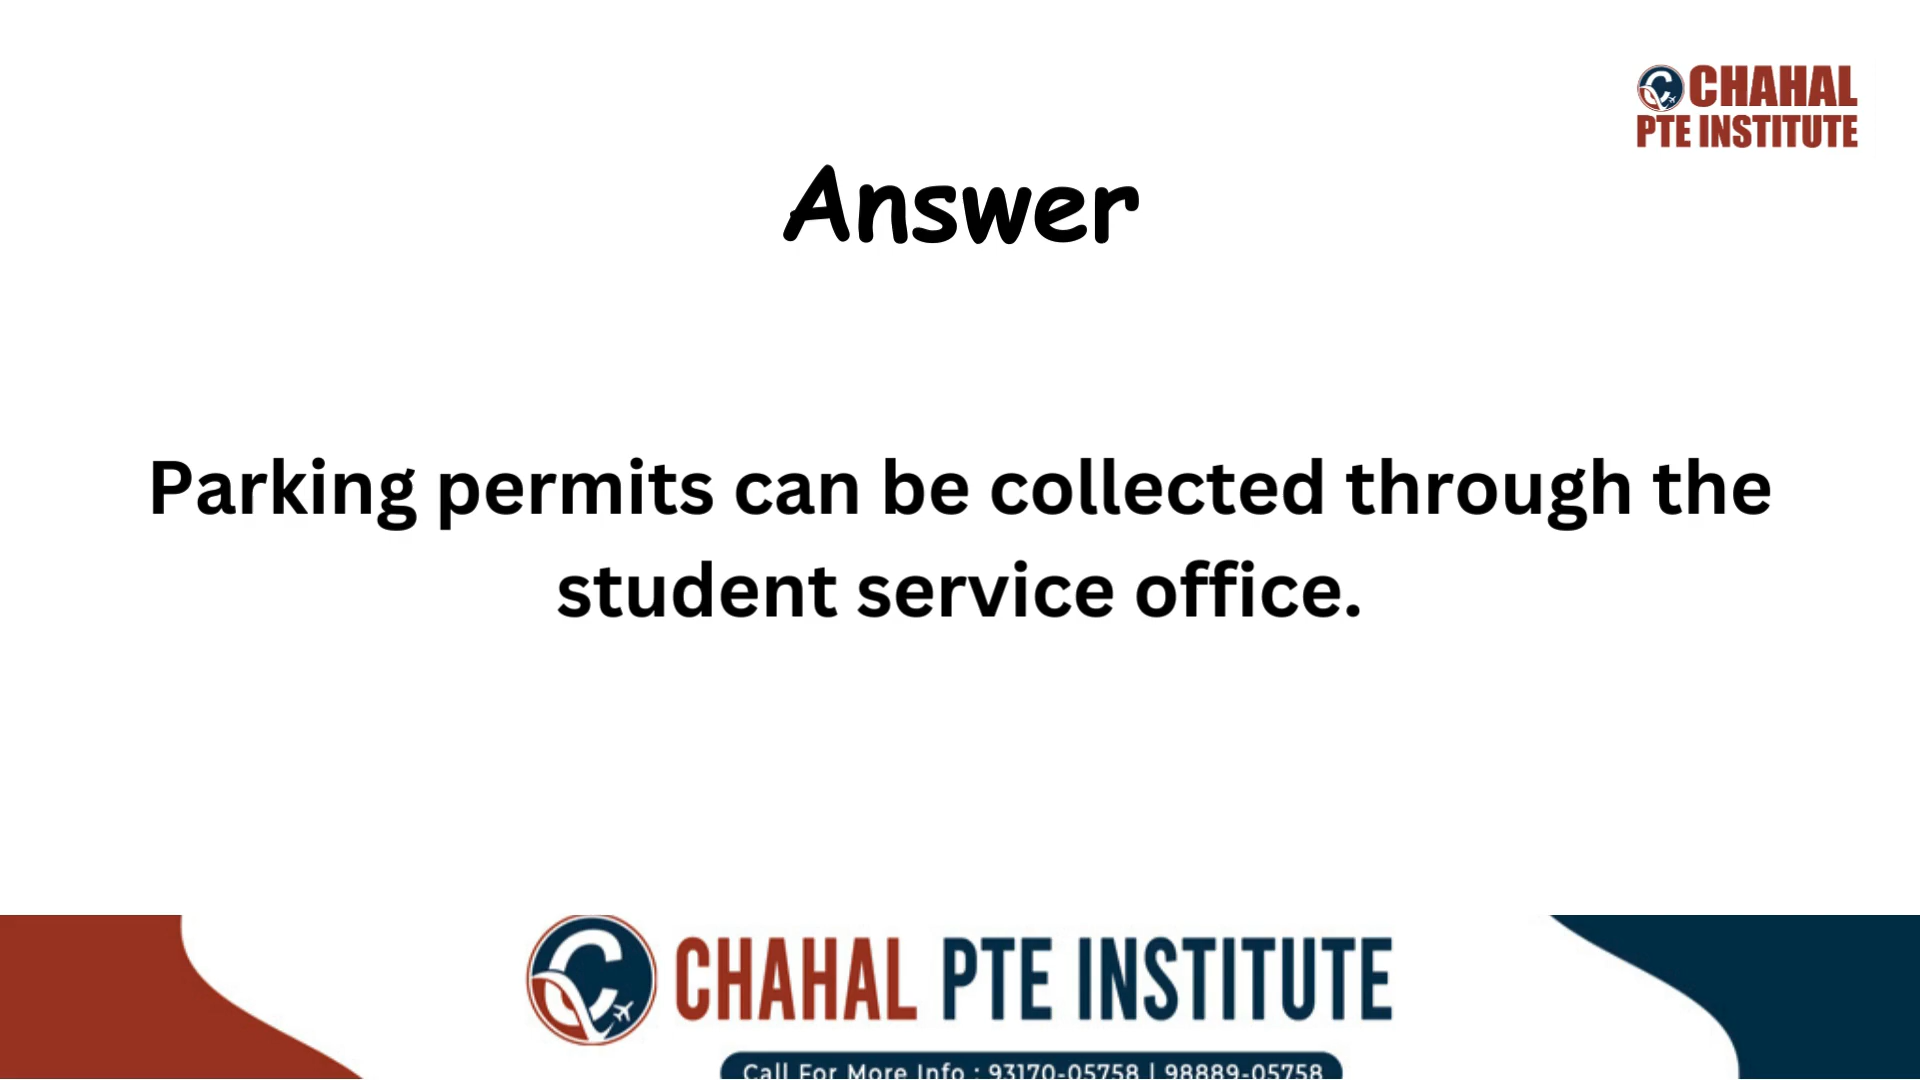 CHAHAL
PTE INSTITUTE
Answer
Parking permits can be collected through the
student service office.
CHAHAL PTE INSTITUTE
Call For More Info : 93170-05758 | 98889-05758